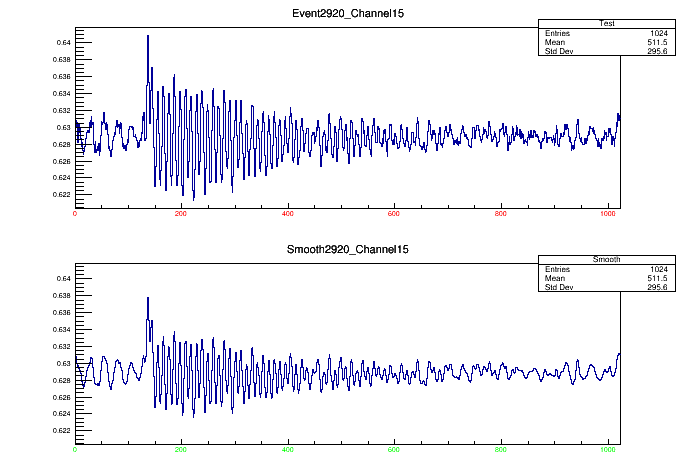 Event2920_Channel15
Test
Entries 1024
Mean 511.5
Std Dev 295.6
0.64
0.638
0.636
0.634
0.632
0.63
0.628
0.626
0.624
0.622
0 200 400 600 800 1000
Smooth2920_Channel15
Smooth
Entries 1024
Mean 511.5
Std Dev 295.6
0.64
0.638
0.636
0.634
0.632
0.63
0.628
0.626
0.624
0.622
0 200 400 600 800 1000